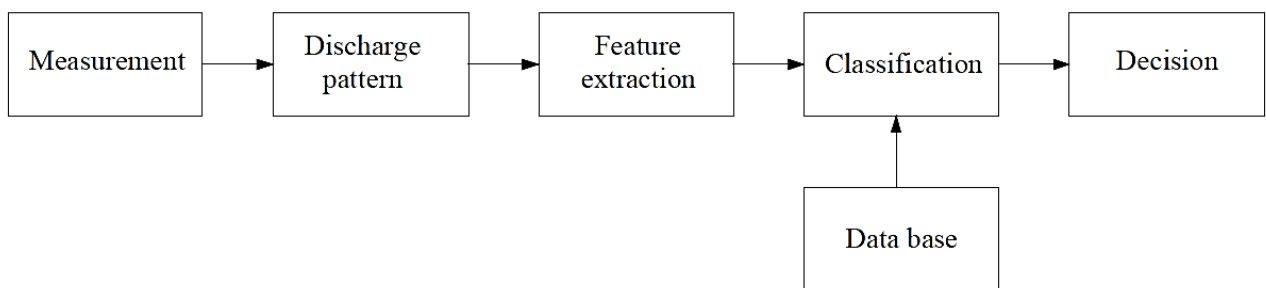 Measurement
Discharge
pattern
Feature
extraction
Classification
Decision
Data base